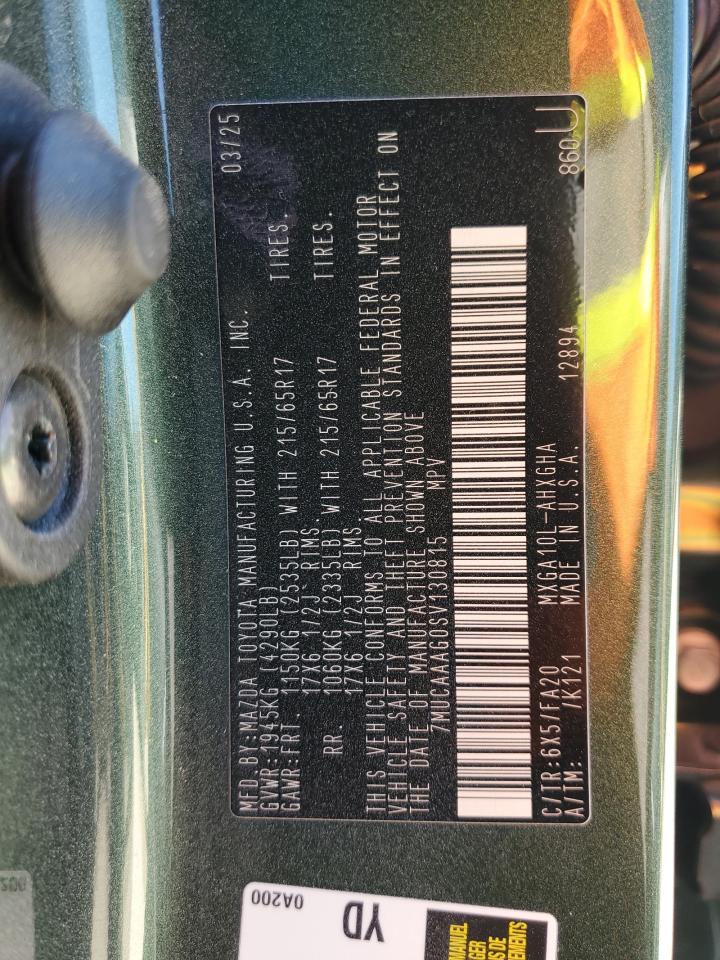 MFD.BY:MAZDA TOYOTA MANUFACTURING U.S.A. INC. 03/25
GVWR:1945KG (4290LB)
GAWR:FRT. 1150KG (2535LB) WITH 215/65R17 TIRES.
17X6 1/2J RIMS.
RR. 1060KG (2335LB) WITH 215/65R17 TIRES.
17X6 1/2J RIMS.
THIS VEHICLE CONFORMS TO ALL APPLICABLE FEDERAL MOTOR
VEHICLE SAFETY AND THEFT PREVENTION STANDARDS IN EFFECT ON
THE DATE OF MANUFACTURE SHOWN ABOVE
7MUCAAAG0SV130815 MPV
C/TR:6X5/FA20 MXGA10L-AHXGHA
A/TM: /K121 MADE IN U.S.A. 12894 860 U
0A200
YD
MANUEL